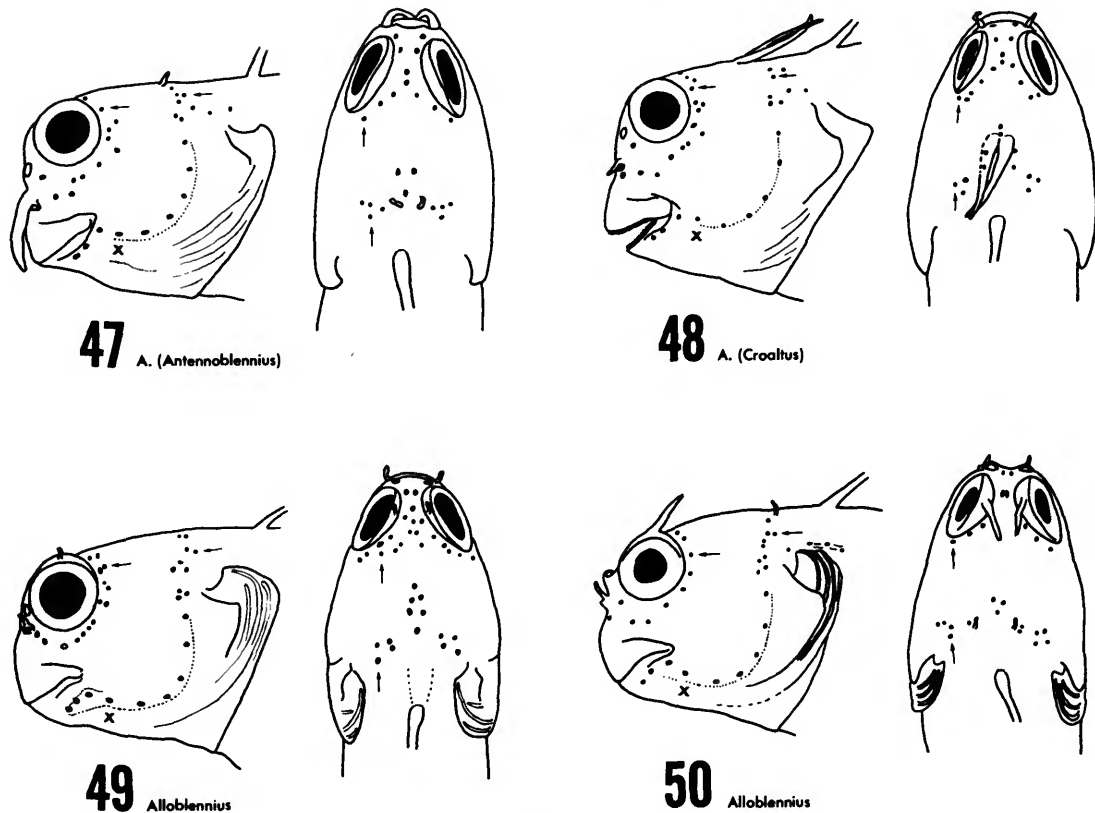 47 A. (Antennoblennius)
x
48 A. (Croaltus)
x
49 Alloblennius
x
50 Alloblennius
x